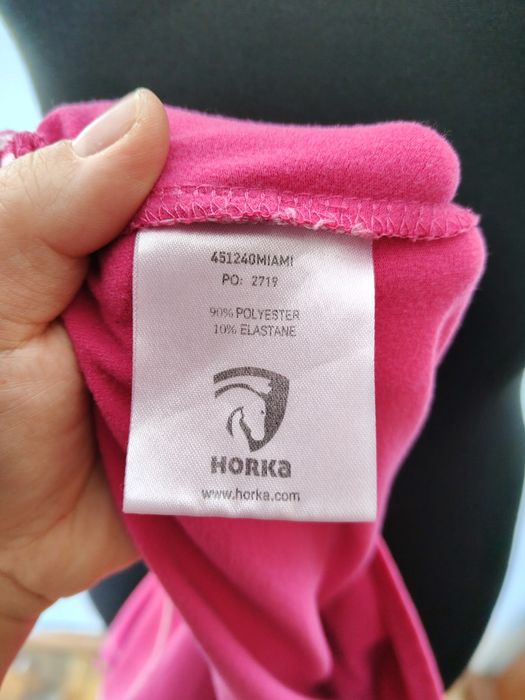 451240MIAMI
PO: 2719
90% POLYESTER
10% ELASTANE
HORKA
www.horka.com